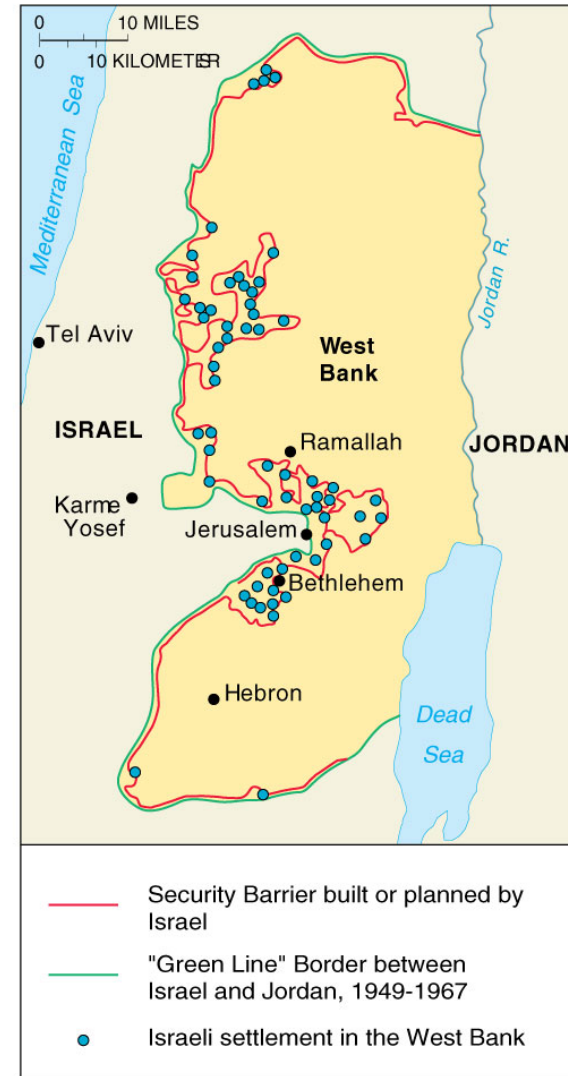 0 10 MILES
0 10 KILOMETERS
Mediterranean Sea
Jordan R.
Tel Aviv
West
Bank
ISRAEL
Ramallah
JORDAN
Karme
Yosef
Jerusalem
Bethlehem
Hebron
Dead
Sea
Security Barrier built or planned by
Israel
"Green Line" Border between
Israel and Jordan, 1949-1967
Israeli settlement in the West Bank